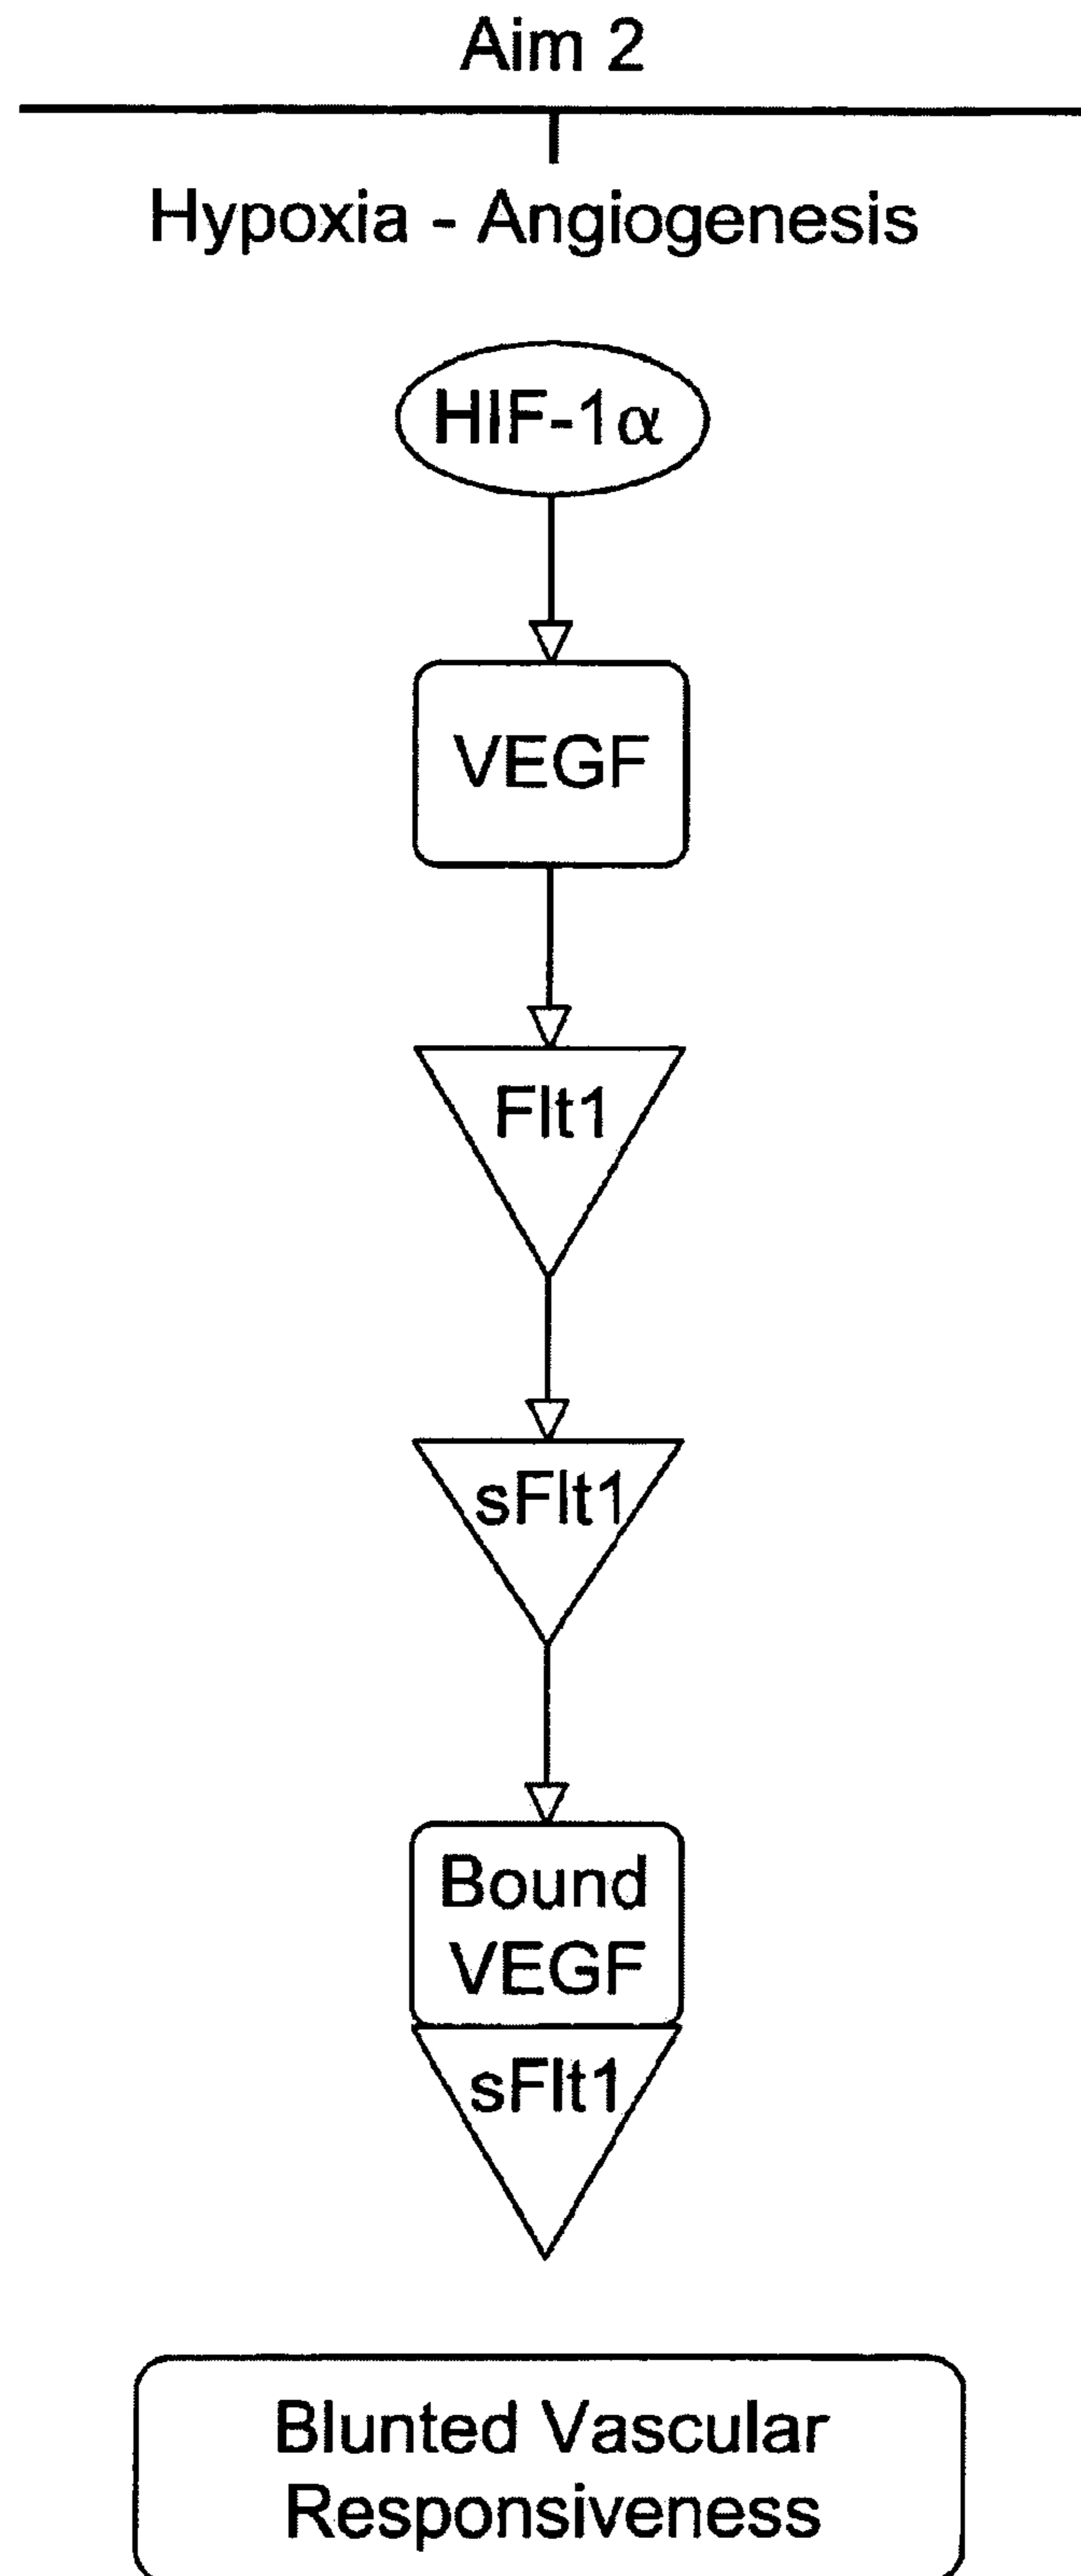 Aim 2
Hypoxia - Angiogenesis
HIF-1α
VEGF
Flt1
sFlt1
Bound
VEGF
sFlt1
Blunted Vascular
Responsiveness